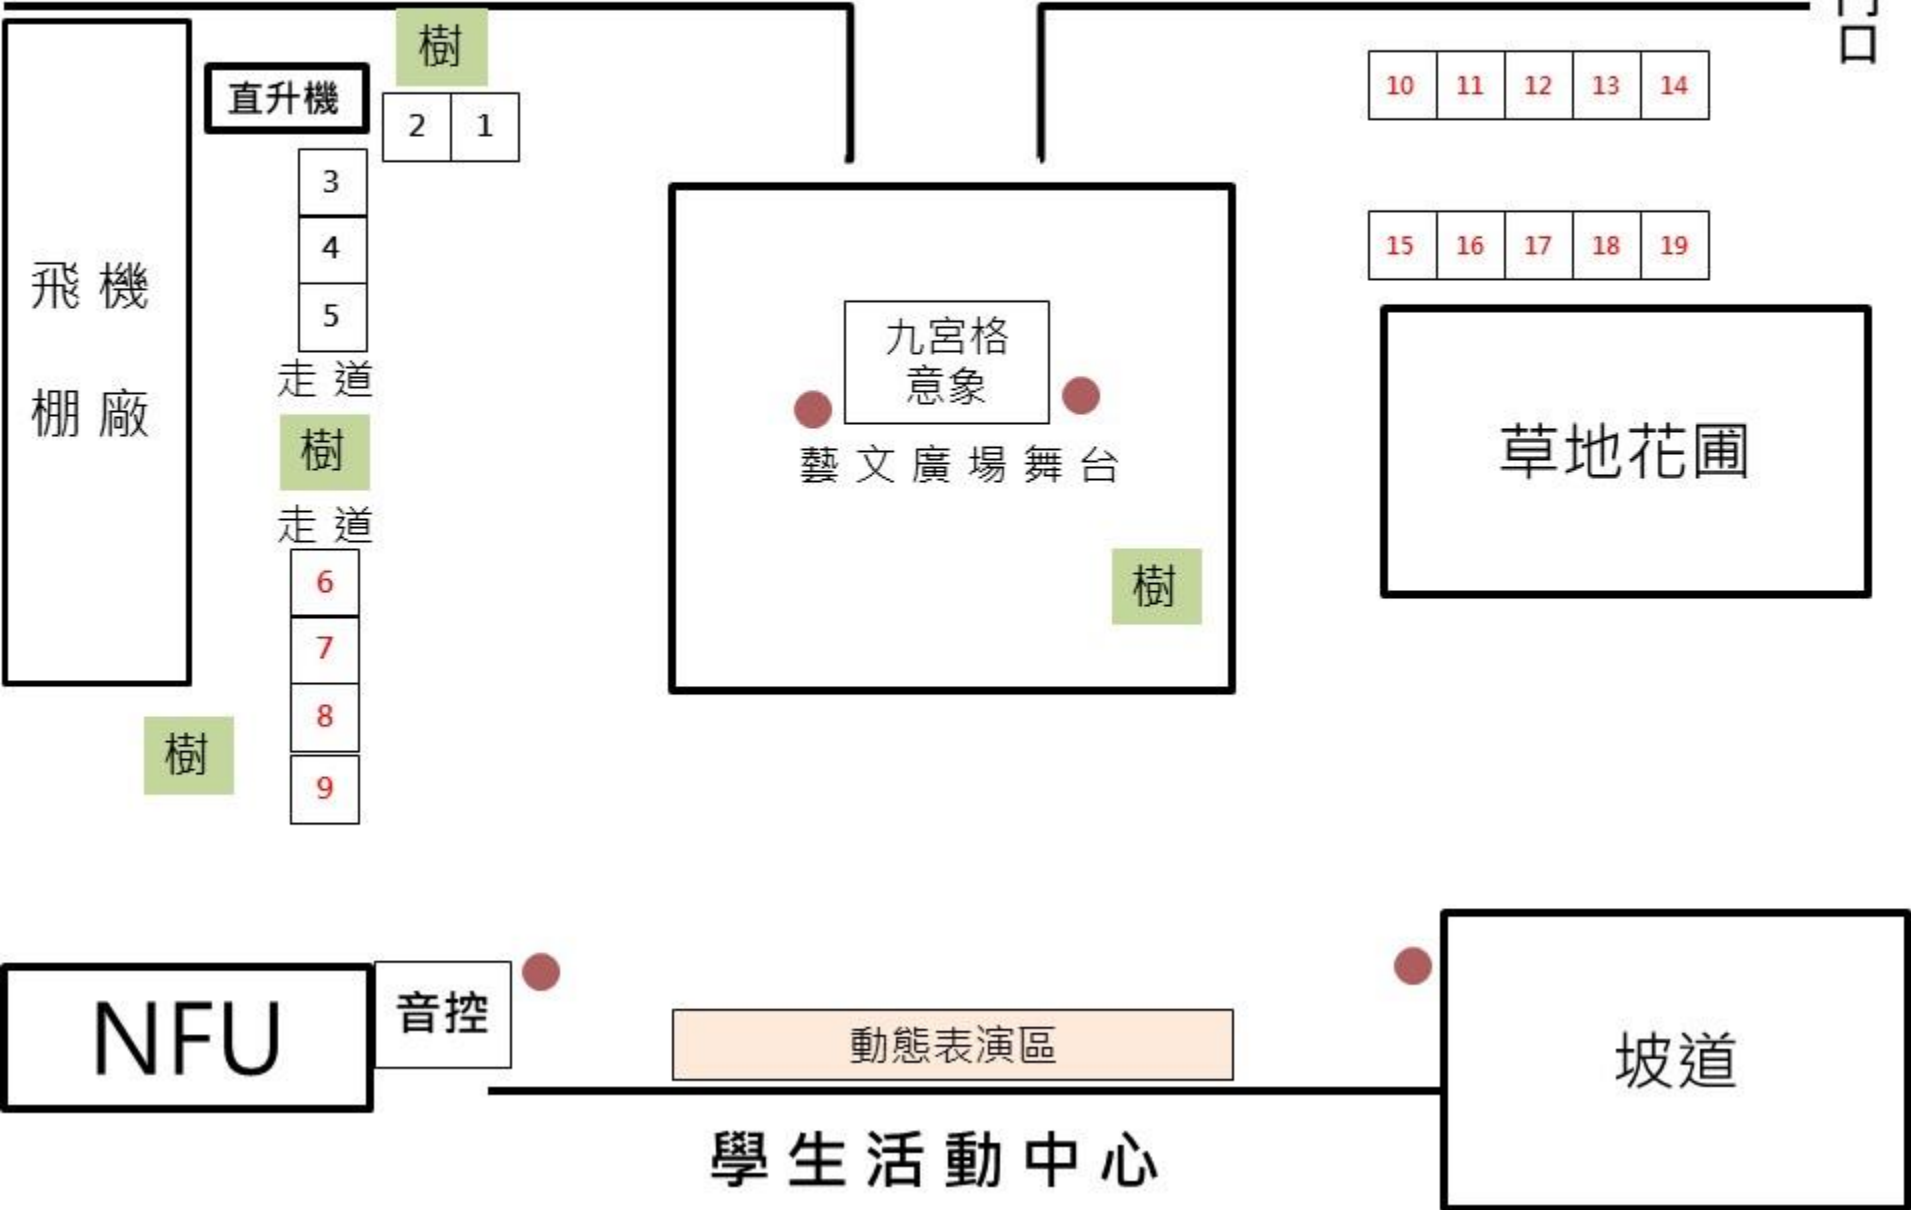 門口
樹
直升機
2 1
10 11 12 13 14
3
4
5
15 16 17 18 19
飛 機
棚 廠
九宮格
意象
走 道
樹
藝 文 廣 場 舞 台
草地花圃
走 道
6
7
8
9
樹
樹
NFU
音控
動態表演區
坡道
學 生 活 動 中 心